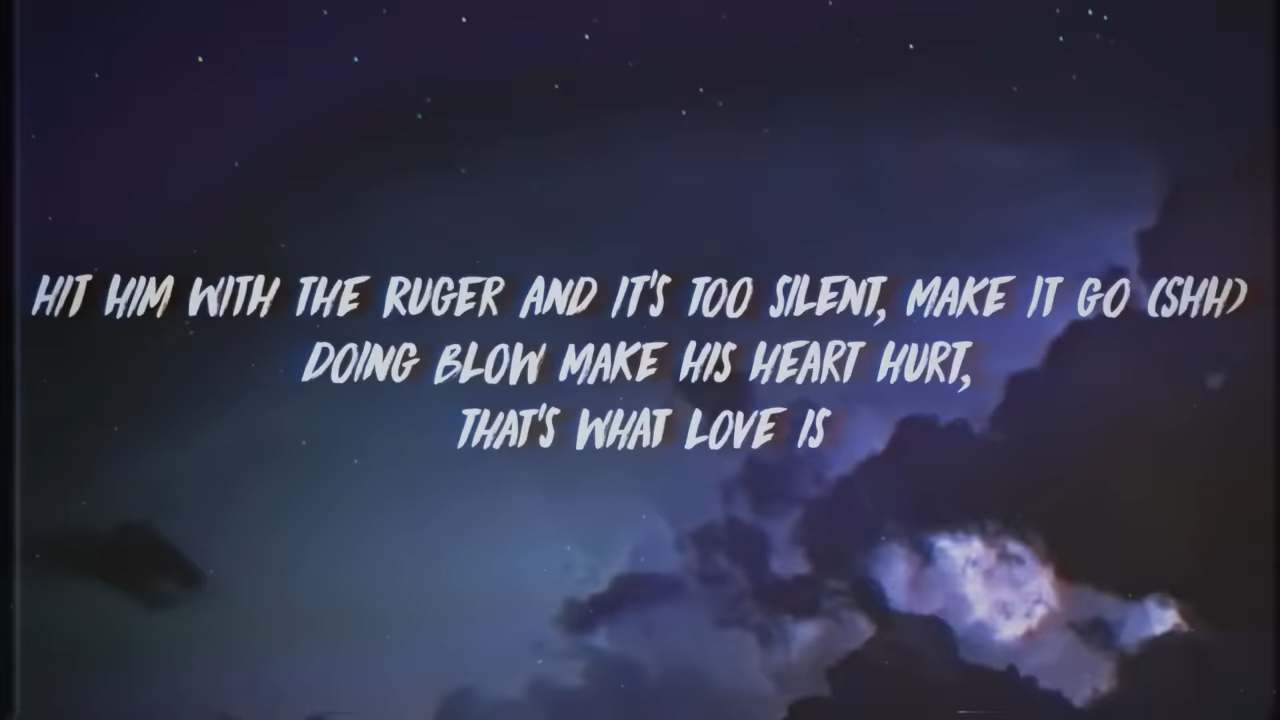 HIT HIM WITH THE RUGER AND IT'S TOO SILENT, MAKE IT GO (SHH)
DOING BLOW MAKE HIS HEART HURT,
THAT'S WHAT LOVE IS